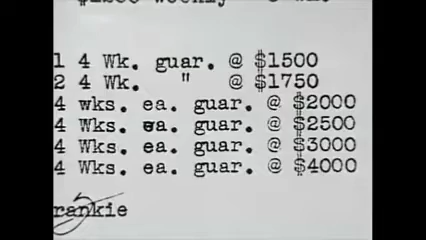 1 4 Wk. guar. @ $1500
2 4 Wk. " @ $1750
4 wks. ea. guar. @ $2000
4 Wks. ea. guar. @ $2500
4 Wks. ea. guar. @ $3000
4 Wks. ea. guar. @ $4000
rankie